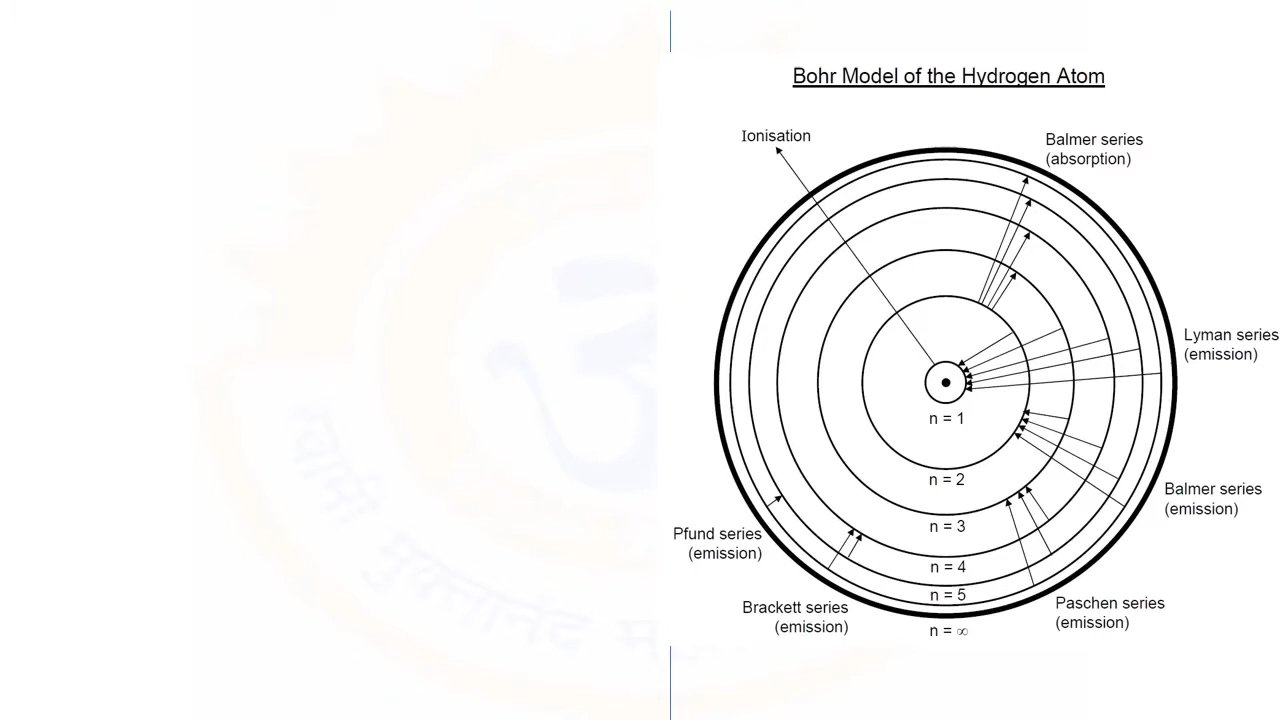 Bohr Model of the Hydrogen Atom
Ionisation
Balmer series
(absorption)
Lyman series
(emission)
n = 1
n = 2
Balmer series
(emission)
n = 3
Pfund series
(emission)
n = 4
n = 5
Brackett series
(emission)
Paschen series
(emission)
n = ∞
स्वामी
मुक्तानंद